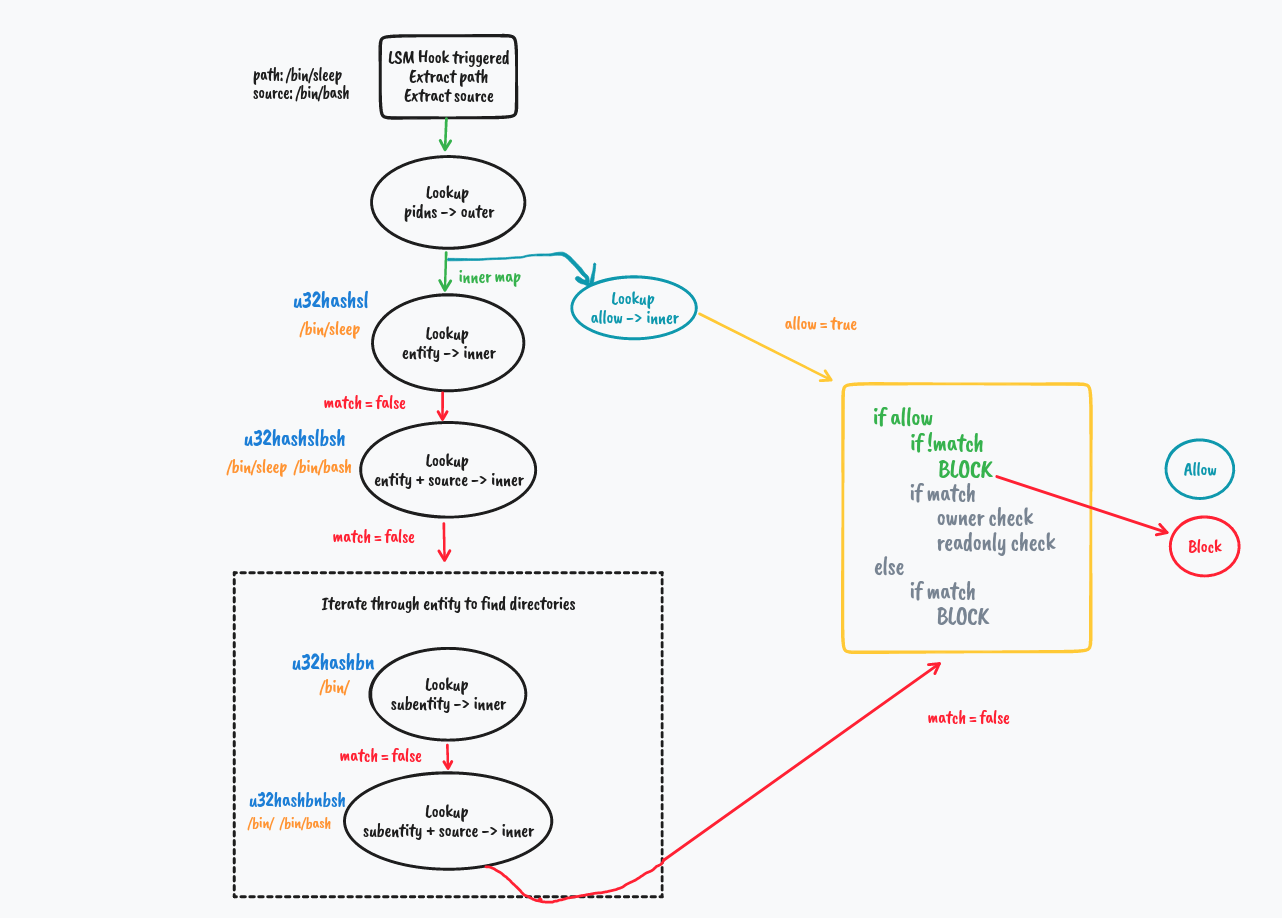 LSM Hook triggered
Extract path
Extract source
path: /bin/sleep
source: /bin/bash
Lookup
pidns -> outer
inner map
Lookup
allow -> inner
allow = true
u32hashsl
/bin/sleep
Lookup
entity -> inner
match = false
u32hashslbsh
/bin/sleep /bin/bash
Lookup
entity + source -> inner
match = false
Iterate through entity to find directories
u32hashbn
/bin/
Lookup
subentity -> inner
match = false
u32hashbnbsh
/bin/ /bin/bash
Lookup
subentity + source -> inner
match = false
if allow
if !match
BLOCK
if match
owner check
readonly check
else
if match
BLOCK
Allow
Block